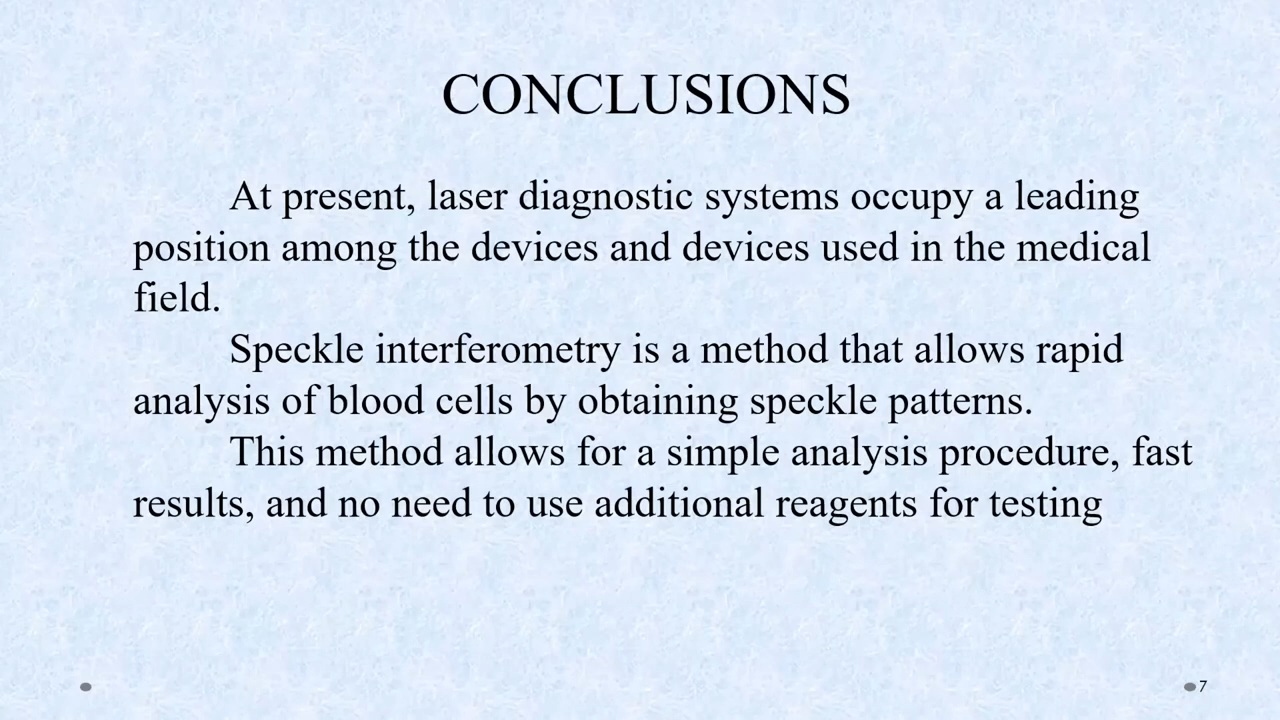 CONCLUSIONS
At present, laser diagnostic systems occupy a leading
position among the devices and devices used in the medical
field.
Speckle interferometry is a method that allows rapid
analysis of blood cells by obtaining speckle patterns.
This method allows for a simple analysis procedure, fast
results, and no need to use additional reagents for testing
7